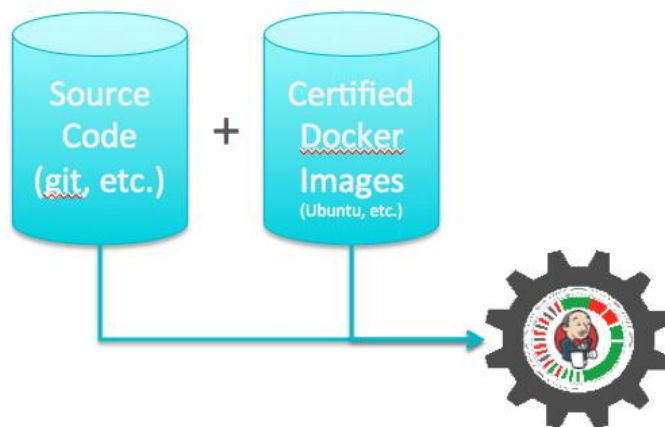 Source
Code
(git, etc.)
+
Certified
Docker
Images
(Ubuntu, etc.)